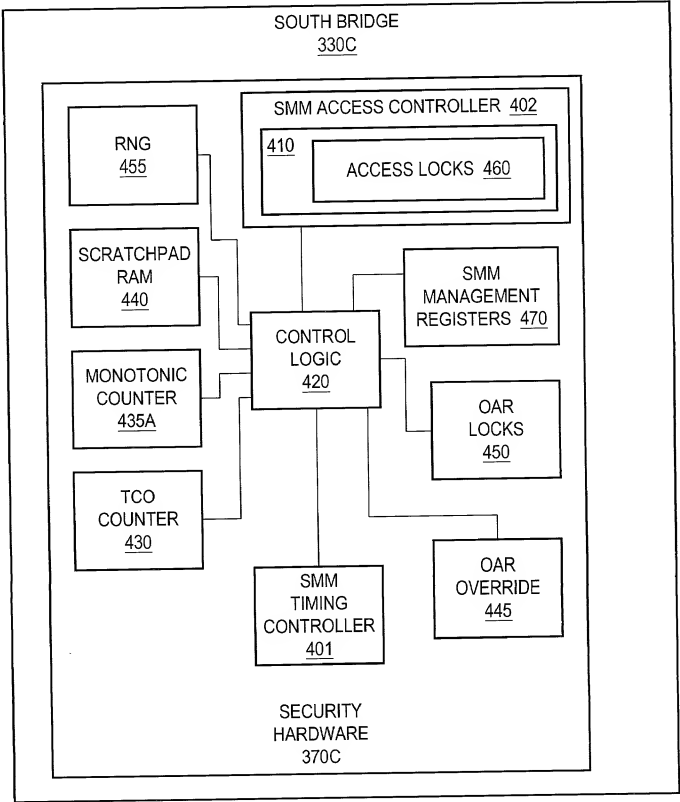 SOUTH BRIDGE
330C
SMM ACCESS CONTROLLER 402
410
ACCESS LOCKS 460
RNG
455
SCRATCHPAD
RAM
440
SMM
MANAGEMENT
REGISTERS 470
CONTROL
LOGIC
420
MONOTONIC
COUNTER
435A
OAR
LOCKS
450
TCO
COUNTER
430
SMM
TIMING
CONTROLLER
401
OAR
OVERRIDE
445
SECURITY
HARDWARE
370C